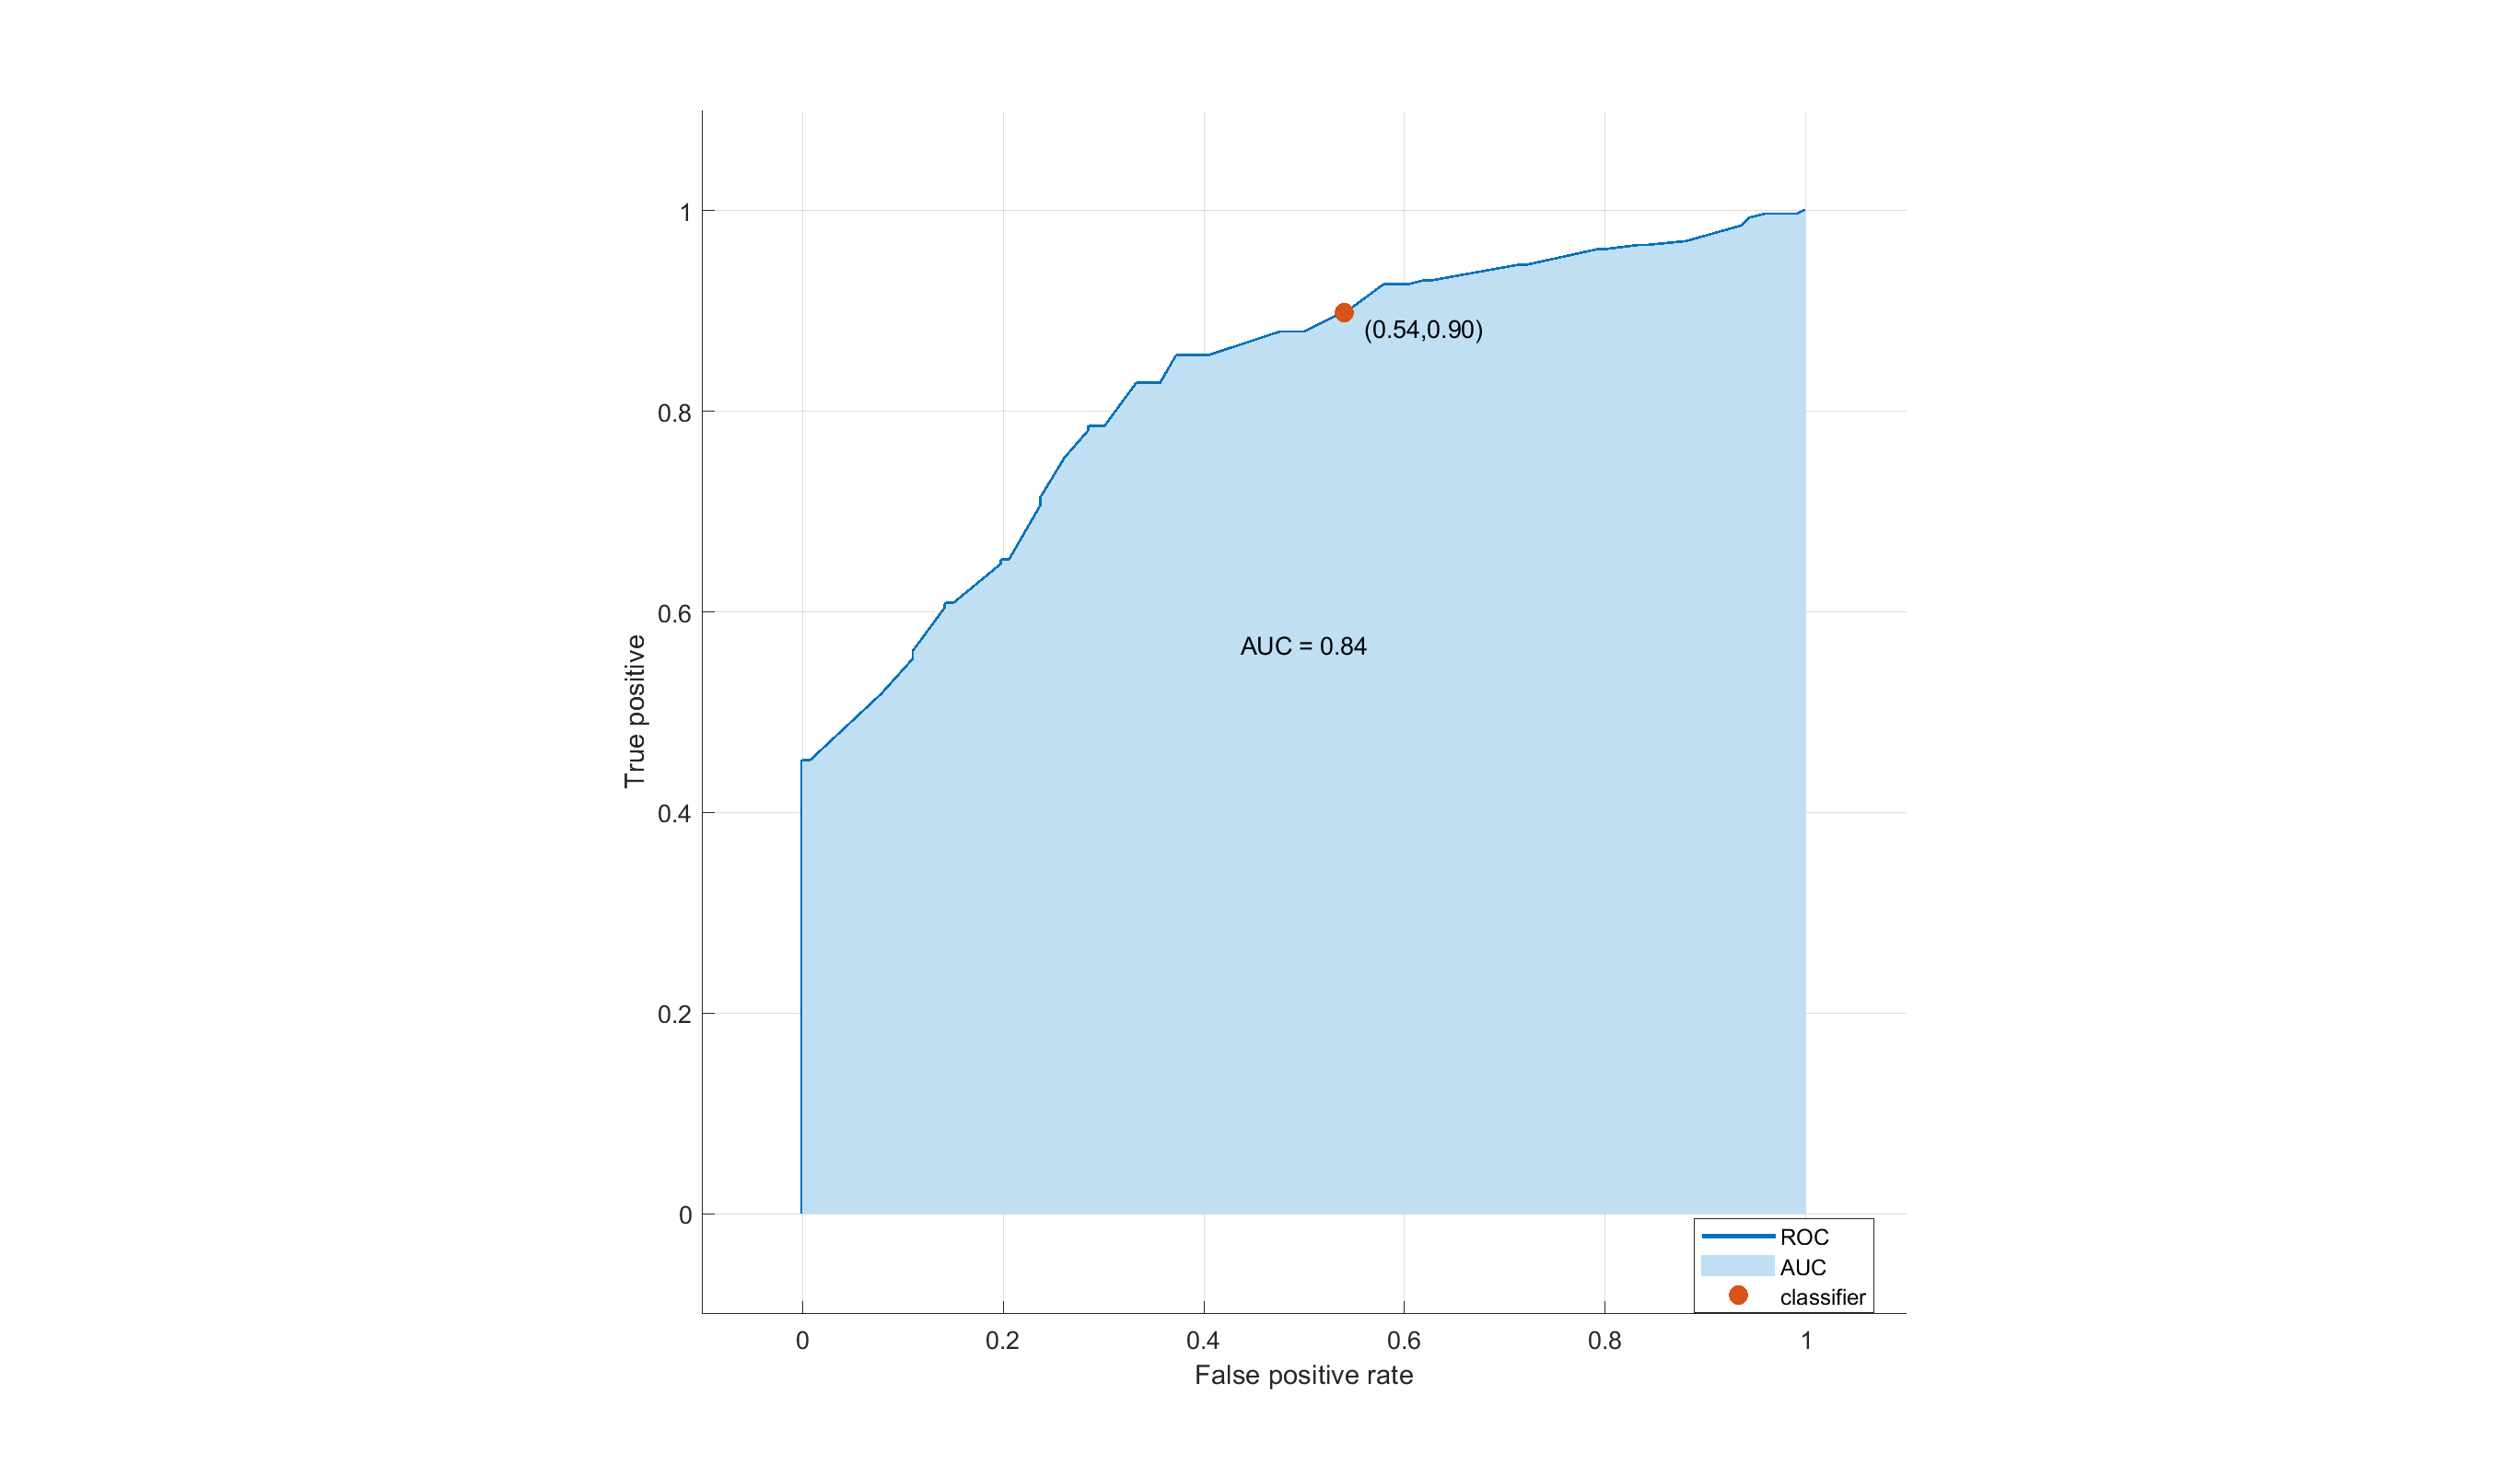 1
0.8
0.6
0.4
0.2
0
True positive
(0.54,0.90)
AUC = 0.84
ROC
AUC
classifier
0 0.2 0.4 0.6 0.8 1
False positive rate